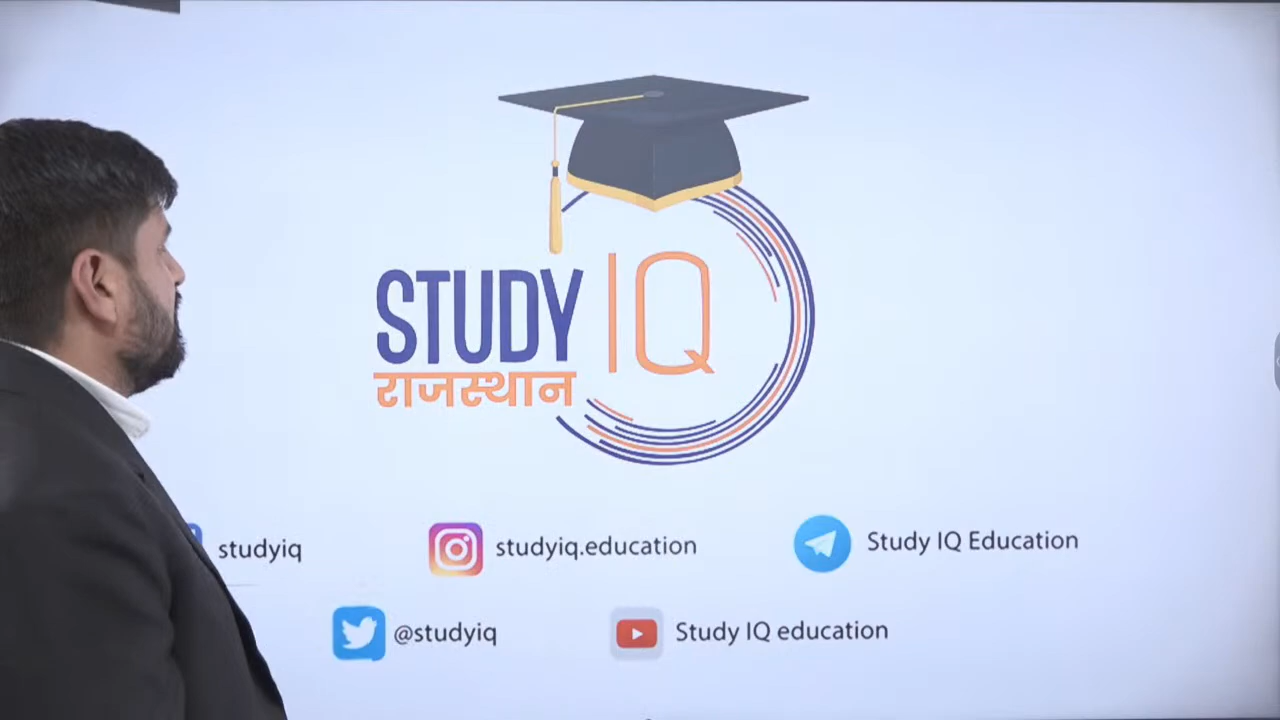 STUDY IQ
राजस्थान
studyiq
studyiq.education
Study IQ Education
@studyiq
Study IQ education